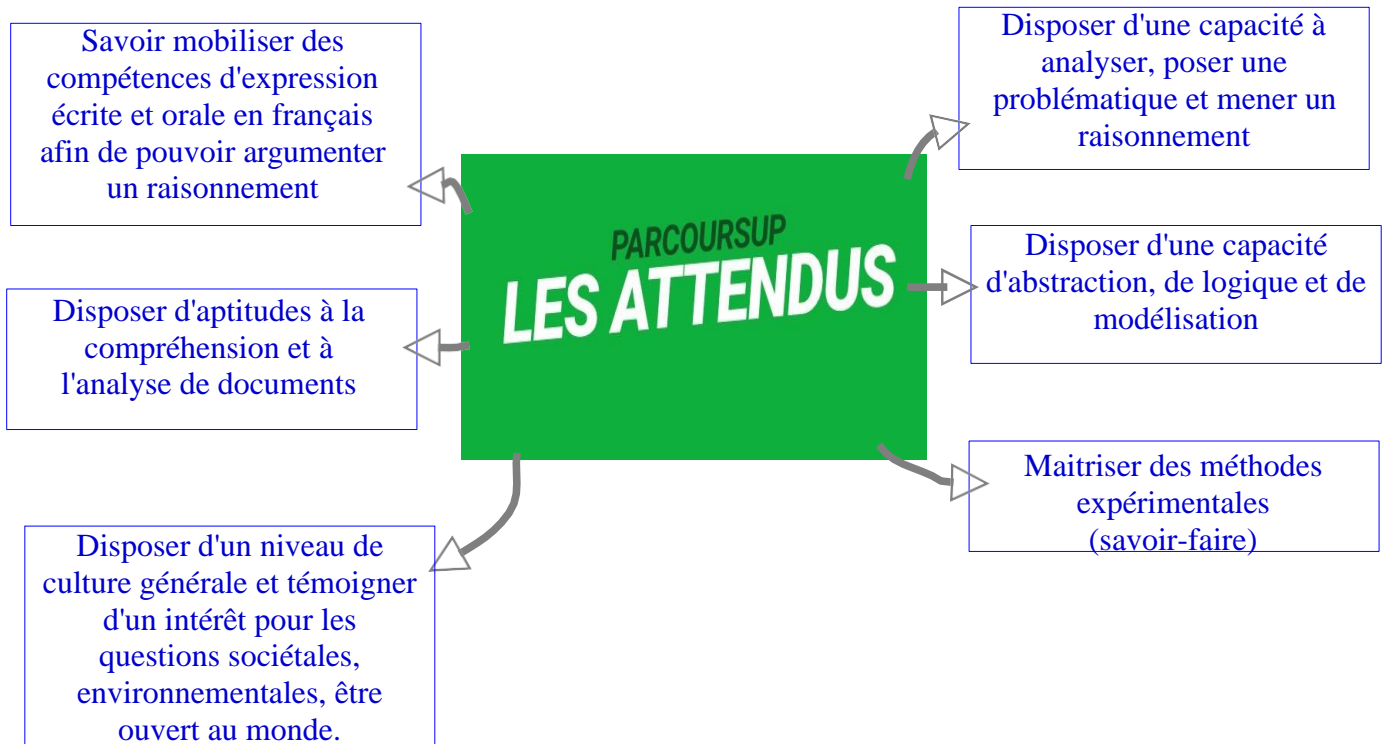 Savoir mobiliser des
compétences d'expression
écrite et orale en français
afin de pouvoir argumenter
un raisonnement
Disposer d'aptitudes à la
compréhension et à
l'analyse de documents
Disposer d'un niveau de
culture générale et témoigner
d'un intérêt pour les
questions sociétales,
environnementales, être
ouvert au monde.
PARCOURSUP
LES ATTENDUS
Disposer d'une capacité à
analyser, poser une
problématique et mener un
raisonnement
Disposer d'une capacité
d'abstraction, de logique et de
modélisation
Maitriser des méthodes
expérimentales
(savoir-faire)